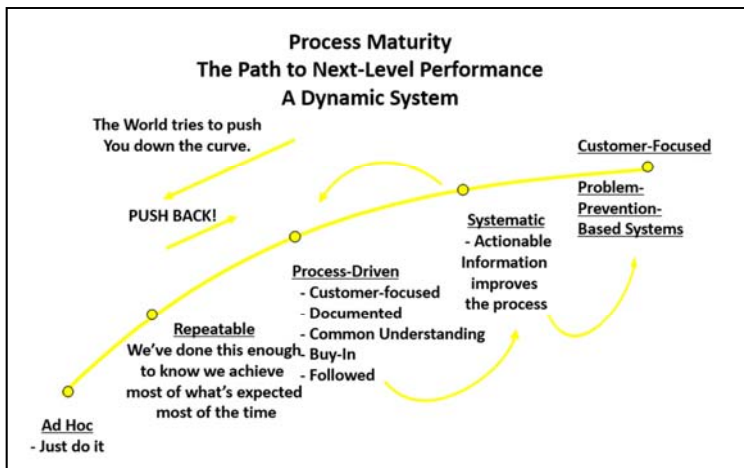 Process Maturity
The Path to Next-Level Performance
A Dynamic System
The World tries to push
You down the curve.
PUSH BACK!
Ad Hoc
- Just do it
Repeatable
We've done this enough
to know we achieve
most of what's expected
most of the time
Process-Driven
- Customer-focused
- Documented
- Common Understanding
- Buy-In
- Followed
Systematic
- Actionable
Information
improves
the process
Customer-Focused
Problem-
Prevention-
Based Systems